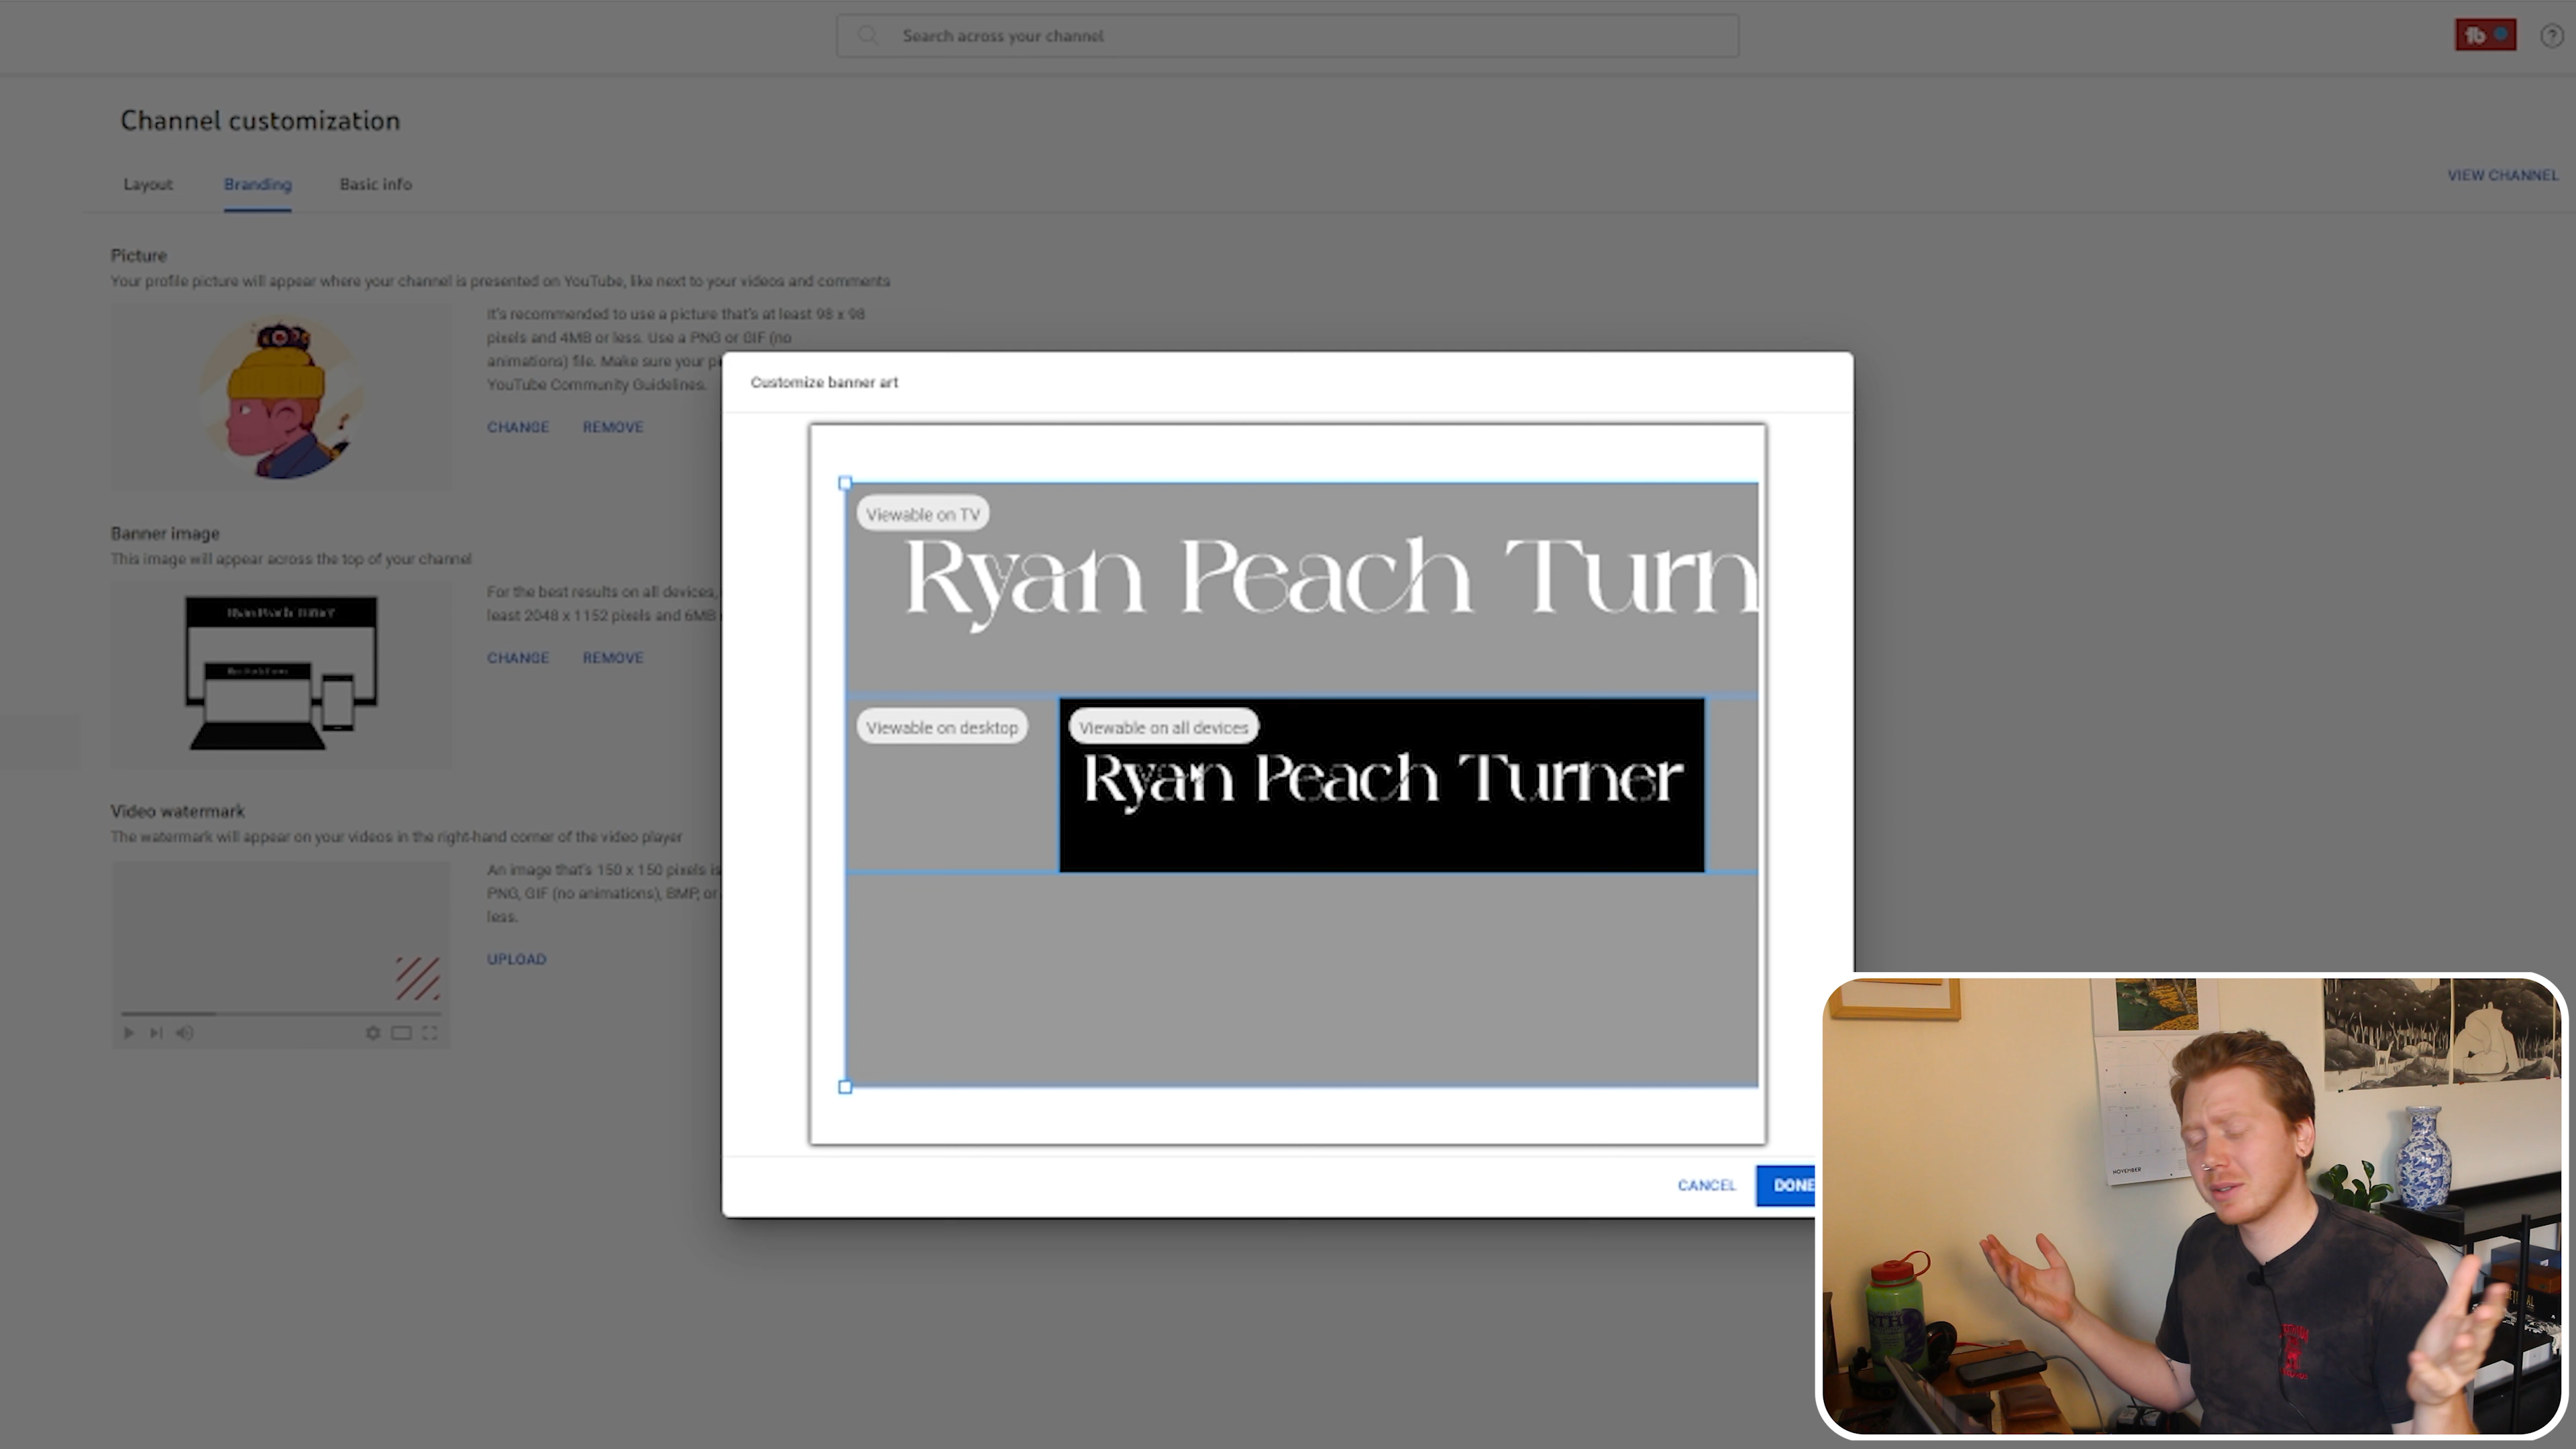 Search across your channel
Channel customization
Layout
Branding
Basic info
VIEW CHANNEL
Picture
Your profile picture will appear where your channel is presented on YouTube, like next to your videos and comments
It's recommended to use a picture that's at least 98 x 98
pixels and 4MB or less. Use a PNG or GIF (no
animations) file. Make sure your
YouTube Community Guidelines.
CHANGE
REMOVE
Banner image
This image will appear across the top of your channel
For the best results on all devices,
least 2048 x 1152 pixels and 6MB
CHANGE
REMOVE
Video watermark
The watermark will appear on your videos in the right-hand corner of the video player
An image that's 150 x 150 pixels is
PNG, GIF (no animations), BMP, or
less.
UPLOAD
Customize banner art
Viewable on TV
Ryan Peach Turn
Viewable on desktop
Viewable on all devices
Ryan Peach Turner
CANCEL
DONE
NOVEMBER